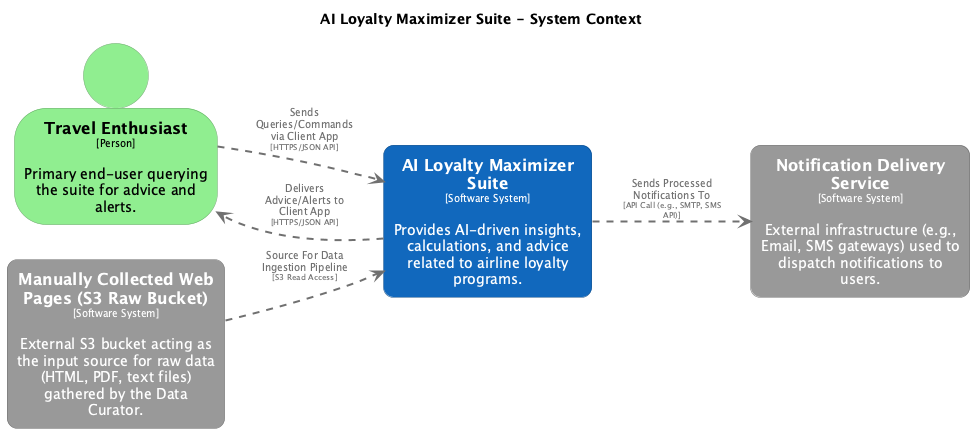 AI Loyalty Maximizer Suite – System Context
Travel Enthusiast
[Person]
Primary end-user querying
the suite for advice and
alerts.
Sends
Queries/Commands
via Client App
[HTTPS/JSON API]
Delivers
Advice/Alerts to
Client App
[HTTPS/JSON API]
Source For Data
Ingestion Pipeline
[S3 Read Access]
Manually Collected Web
Pages (S3 Raw Bucket)
[Software System]
External S3 bucket acting as
the input source for raw data
(HTML, PDF, text files)
gathered by the Data
Curator.
AI Loyalty Maximizer
Suite
[Software System]
Provides AI-driven insights,
calculations, and advice
related to airline loyalty
programs.
Sends Processed
Notifications To
[API Call (e.g., SMTP, SMS
API)]
Notification Delivery
Service
[Software System]
External infrastructure (e.g.,
Email, SMS gateways) used to
dispatch notifications to
users.